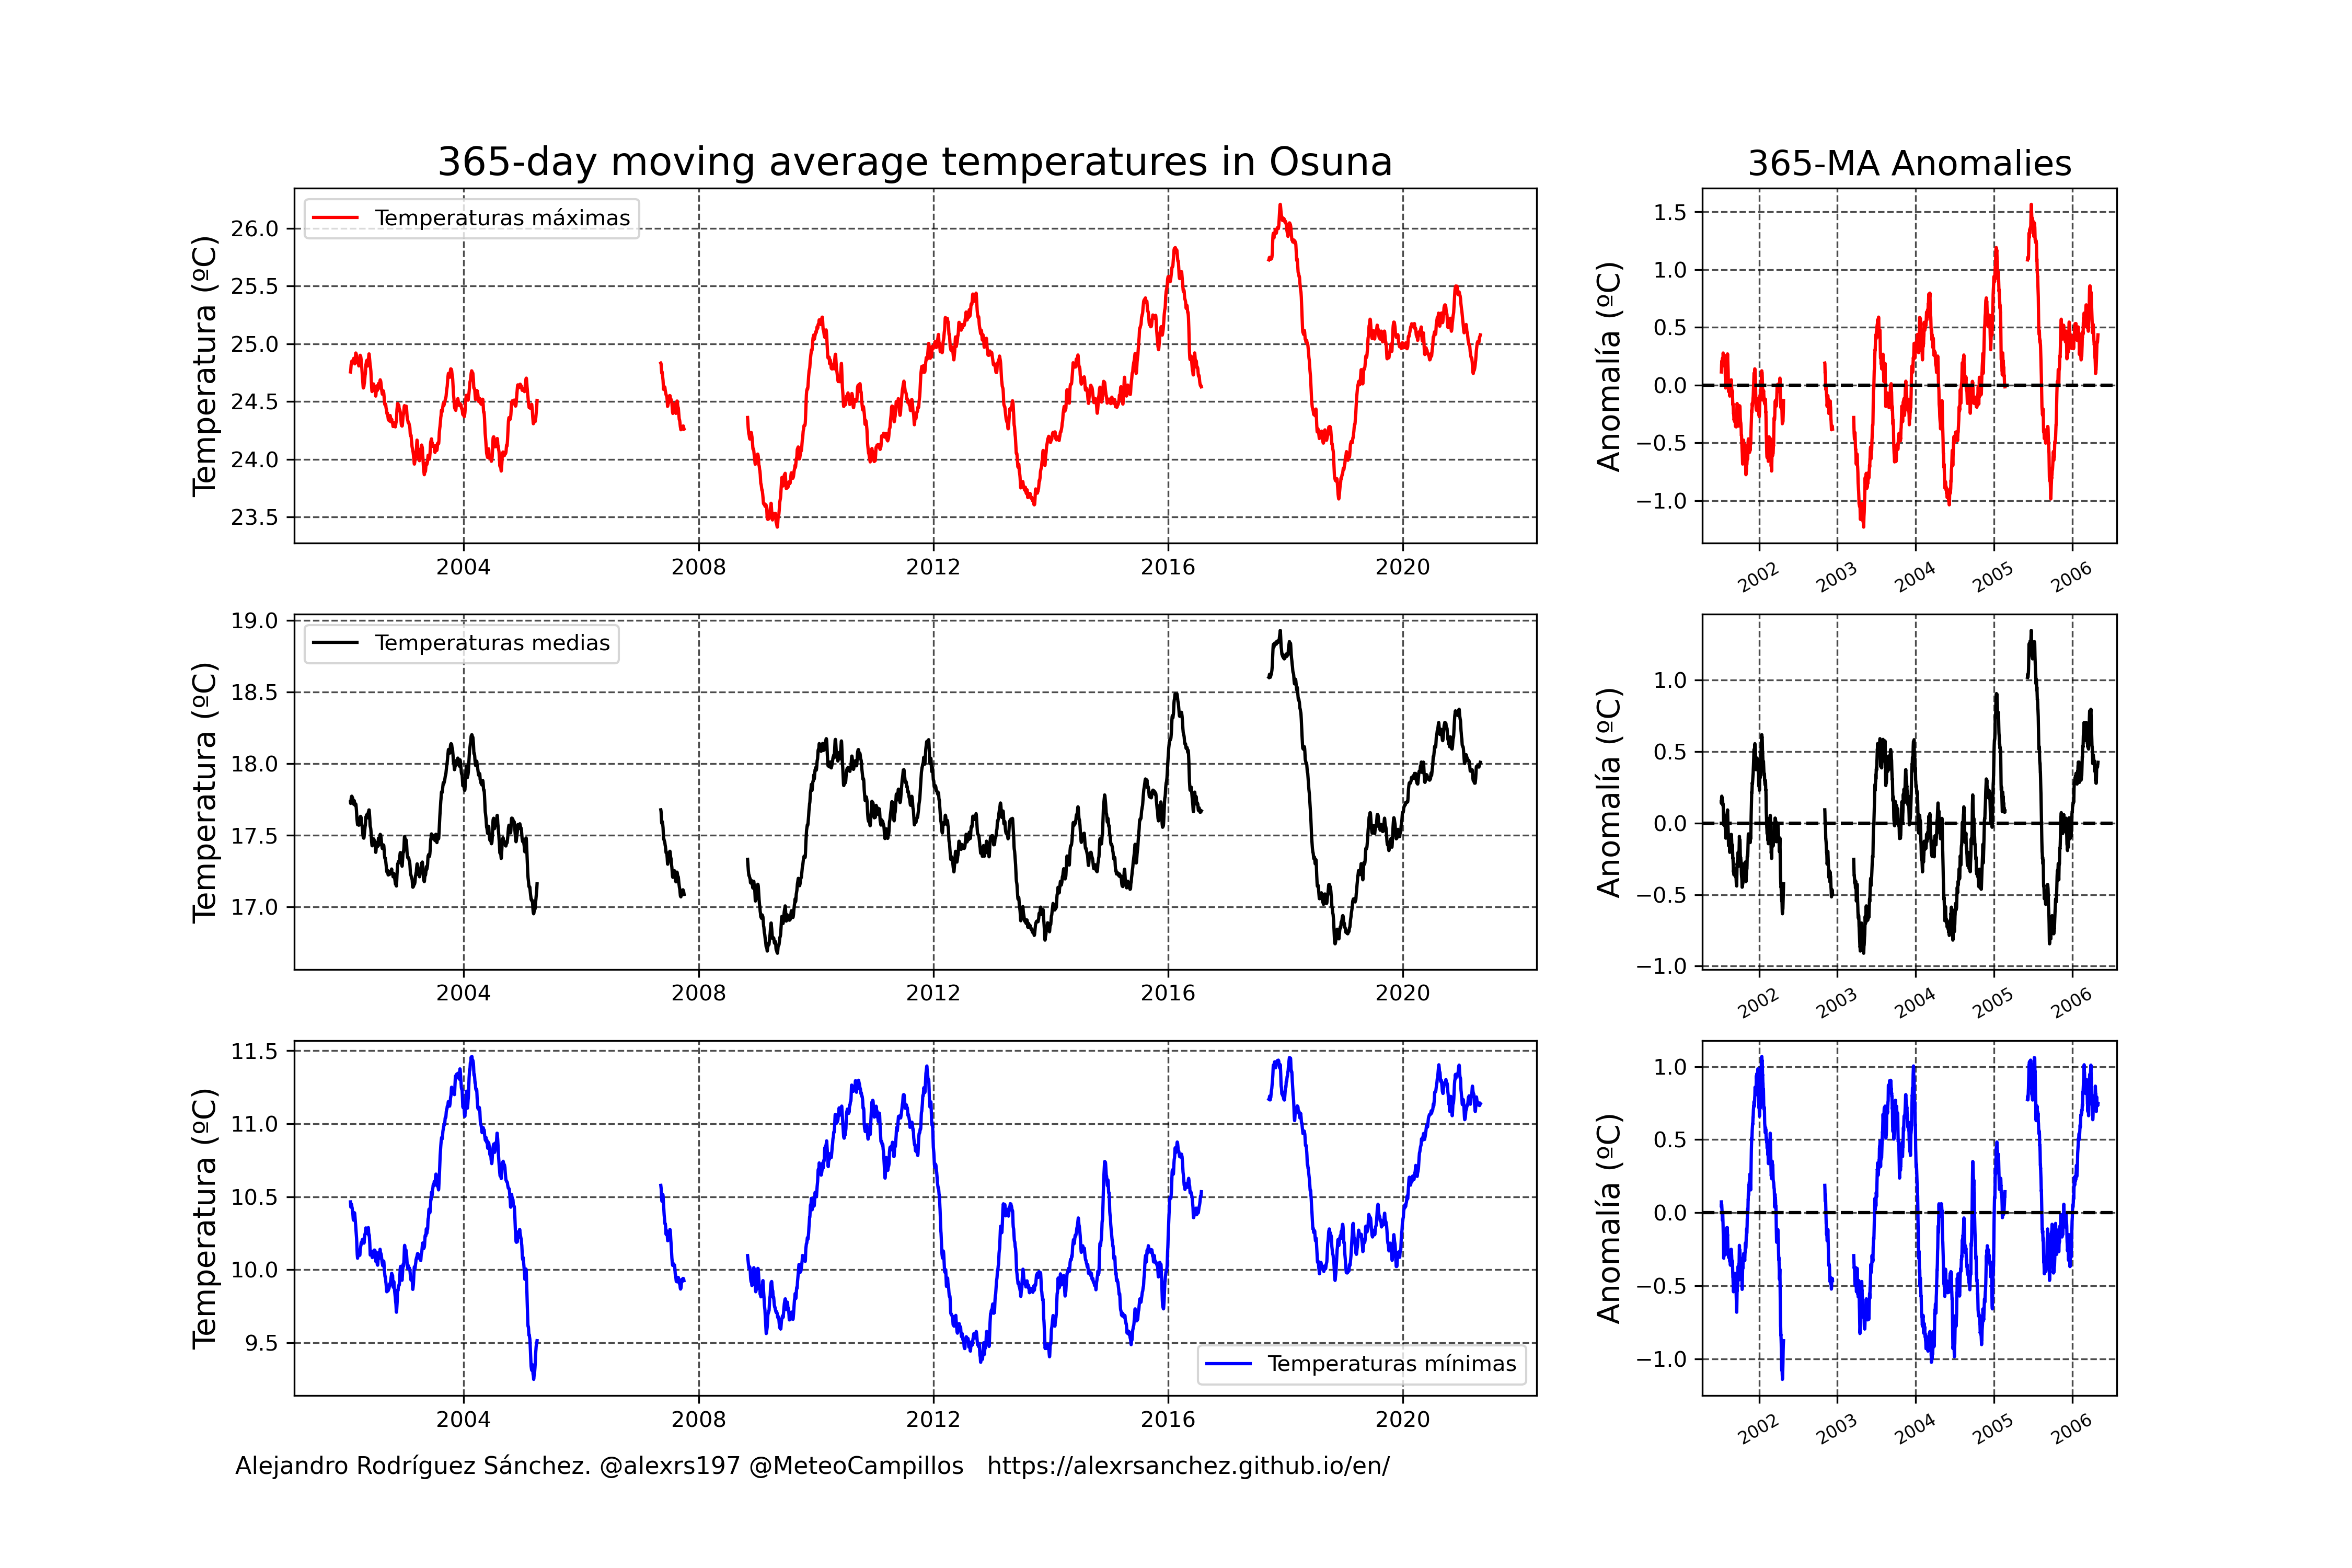 365-day moving average temperatures in Osuna
365-MA Anomalies
Temperatura (ºC)
Temperaturas máximas
26.0
25.5
25.0
24.5
24.0
23.5
2004 2008 2012 2016 2020
Anomalía (ºC)
1.5
1.0
0.5
0.0
−0.5
−1.0
2002 2003 2004 2005 2006
Temperatura (ºC)
Temperaturas medias
19.0
18.5
18.0
17.5
17.0
2004 2008 2012 2016 2020
Anomalía (ºC)
1.0
0.5
0.0
−0.5
−1.0
2002 2003 2004 2005 2006
Temperatura (ºC)
11.5
11.0
10.5
10.0
9.5
Temperaturas mínimas
2004 2008 2012 2016 2020
Anomalía (ºC)
1.0
0.5
0.0
−0.5
−1.0
2002 2003 2004 2005 2006
Alejandro Rodríguez Sánchez. @alexrs197 @MeteoCampillos https://alexrsanchez.github.io/en/